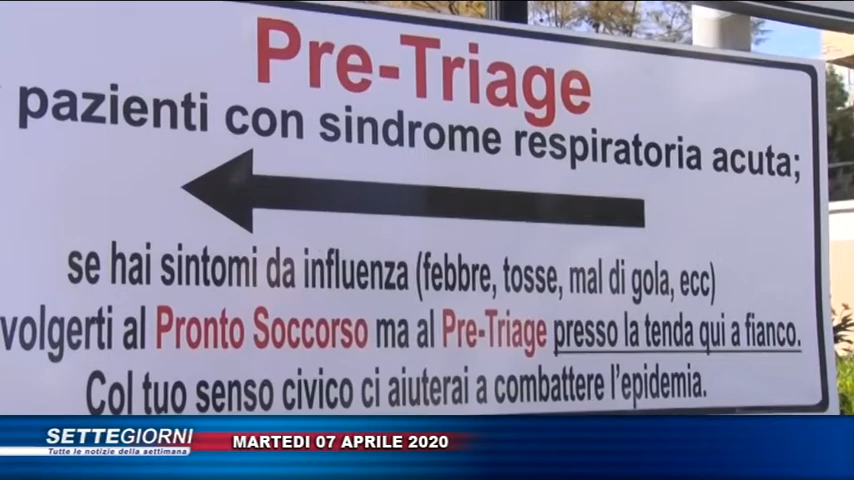 Pre-Triage
pazienti con sindrome respiratoria acuta;
se hai sintomi da influenza (febbre, tosse, mal di gola, ecc)
volgerti al Pronto Soccorso ma al Pre-Triage presso la tenda qui a fianco.
Col tuo senso civico ci aiuterai a combattere l'epidemia.
SETTEGIORNI
Tutte le notizie della settimana
MARTEDI 07 APRILE 2020